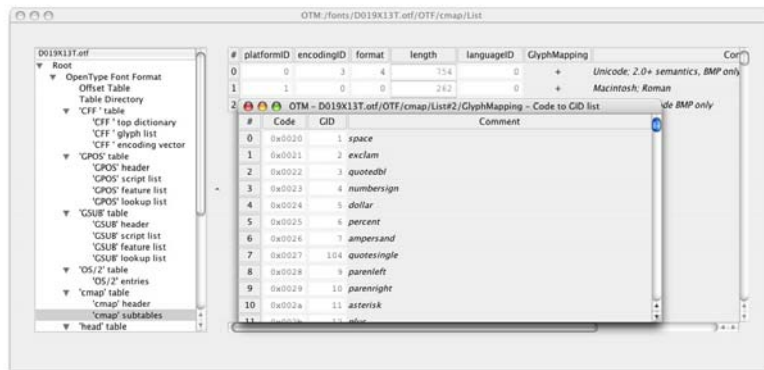 OTM:/fonts/D019X13T.otf/OTF/cmap/List
D019X13T.otf
Root
OpenType Font Format
Offset Table
Table Directory
'CFF ' table
'CFF ' top dictionary
'CFF ' glyph list
'CFF ' encoding vector
'GPOS' table
'GPOS' header
'GPOS' script list
'GPOS' feature list
'GPOS' lookup list
'GSUB' table
'GSUB' header
'GSUB' script list
'GSUB' feature list
'GSUB' lookup list
'OS/2' table
'OS/2' entries
'cmap' table
'cmap' header
'cmap' subtables
'head' table
# platformID encodingID format length languageID GlyphMapping Cor
0 0 3 4 754 0 + Unicode; 2.0+ semantics, BMP only
1 1 0 0 262 0 + Macintosh; Roman
2 de BMP only
OTM – D019X13T.otf/OTF/cmap/List#2/GlyphMapping – Code to GID list
# Code GID Comment
0 0x0020 1 space
1 0x0021 2 exclam
2 0x0022 3 quotedbl
3 0x0023 4 numbersign
4 0x0024 5 dollar
5 0x0025 6 percent
6 0x0026 7 ampersand
7 0x0027 104 quotesingle
8 0x0028 9 parenleft
9 0x0029 10 parenright
10 0x002a 11 asterisk
11 0x002b 12 plus